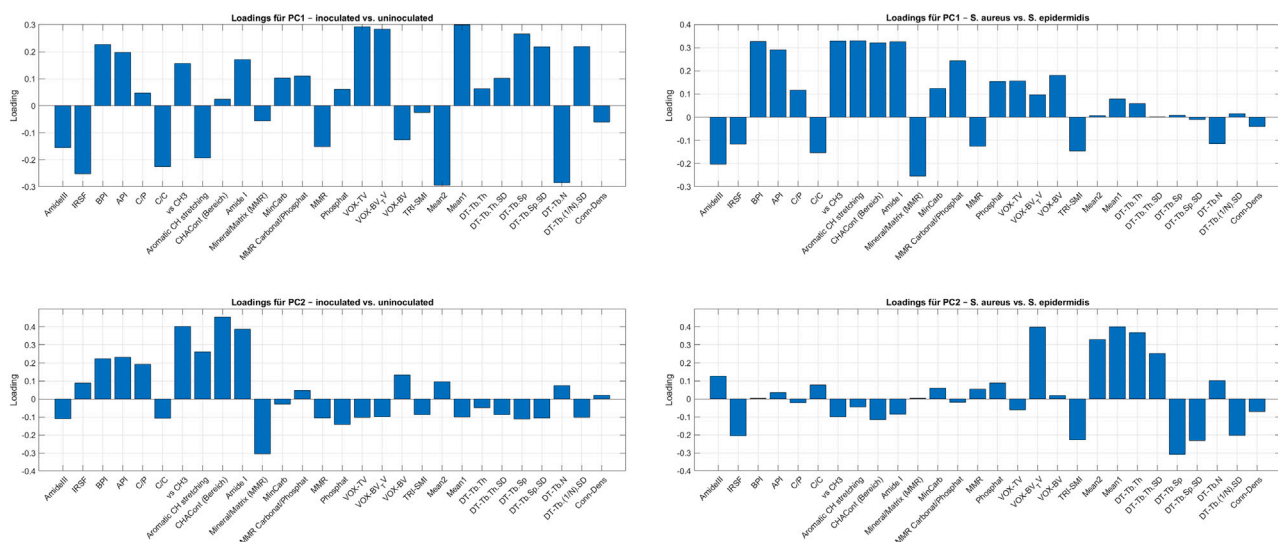 Loadings für PC1 – inoculated vs. uninoculated
Loading
0.3
0.2
0.1
0
-0.1
-0.2
-0.3
AmideIII
IRSF
BPI
API
C/P
C/C
vs CH3
Aromatic CH stretching
CHACont (Bereich)
Amide I
Mineral/Matrix (MMR)
MinCarb
MMR Carbonat/Phosphat
MMR
Phosphat
VOX-TV
VOX-BV,TV
VOX-BV
TRI-SMI
Mean2
Mean1
DT-Tb.Th
DT-Tb.Th.SD
DT-Tb.Sp
DT-Tb.Sp.SD
DT-Tb.N
DT-Tb.(1/N).SD
Conn-Dens
Loadings für PC1 – S. aureus vs. S. epidermidis
Loading
0.4
0.3
0.2
0.1
0
-0.1
-0.2
-0.3
AmideIII
IRSF
BPI
API
C/P
C/C
vs CH3
Aromatic CH stretching
CHACont (Bereich)
Amide I
Mineral/Matrix (MMR)
MinCarb
MMR Carbonat/Phosphat
MMR
Phosphat
VOX-TV
VOX-BV,TV
VOX-BV
TRI-SMI
Mean2
Mean1
DT-Tb.Th
DT-Tb.Th.SD
DT-Tb.Sp
DT-Tb.Sp.SD
DT-Tb.N
DT-Tb.(1/N).SD
Conn-Dens
Loadings für PC2 – inoculated vs. uninoculated
Loading
0.4
0.3
0.2
0.1
0
-0.1
-0.2
-0.3
-0.4
AmideIII
IRSF
BPI
API
C/P
C/C
vs CH3
Aromatic CH stretching
CHACont (Bereich)
Amide I
Mineral/Matrix (MMR)
MinCarb
MMR Carbonat/Phosphat
MMR
Phosphat
VOX-TV
VOX-BV,TV
VOX-BV
TRI-SMI
Mean2
Mean1
DT-Tb.Th
DT-Tb.Th.SD
DT-Tb.Sp
DT-Tb.Sp.SD
DT-Tb.N
DT-Tb.(1/N).SD
Conn-Dens
Loadings für PC2 – S. aureus vs. S. epidermidis
Loading
0.4
0.3
0.2
0.1
0
-0.1
-0.2
-0.3
-0.4
AmideIII
IRSF
BPI
API
C/P
C/C
vs CH3
Aromatic CH stretching
CHACont (Bereich)
Amide I
Mineral/Matrix (MMR)
MinCarb
MMR Carbonat/Phosphat
MMR
Phosphat
VOX-TV
VOX-BV,TV
VOX-BV
TRI-SMI
Mean2
Mean1
DT-Tb.Th
DT-Tb.Th.SD
DT-Tb.Sp
DT-Tb.Sp.SD
DT-Tb.N
DT-Tb.(1/N).SD
Conn-Dens